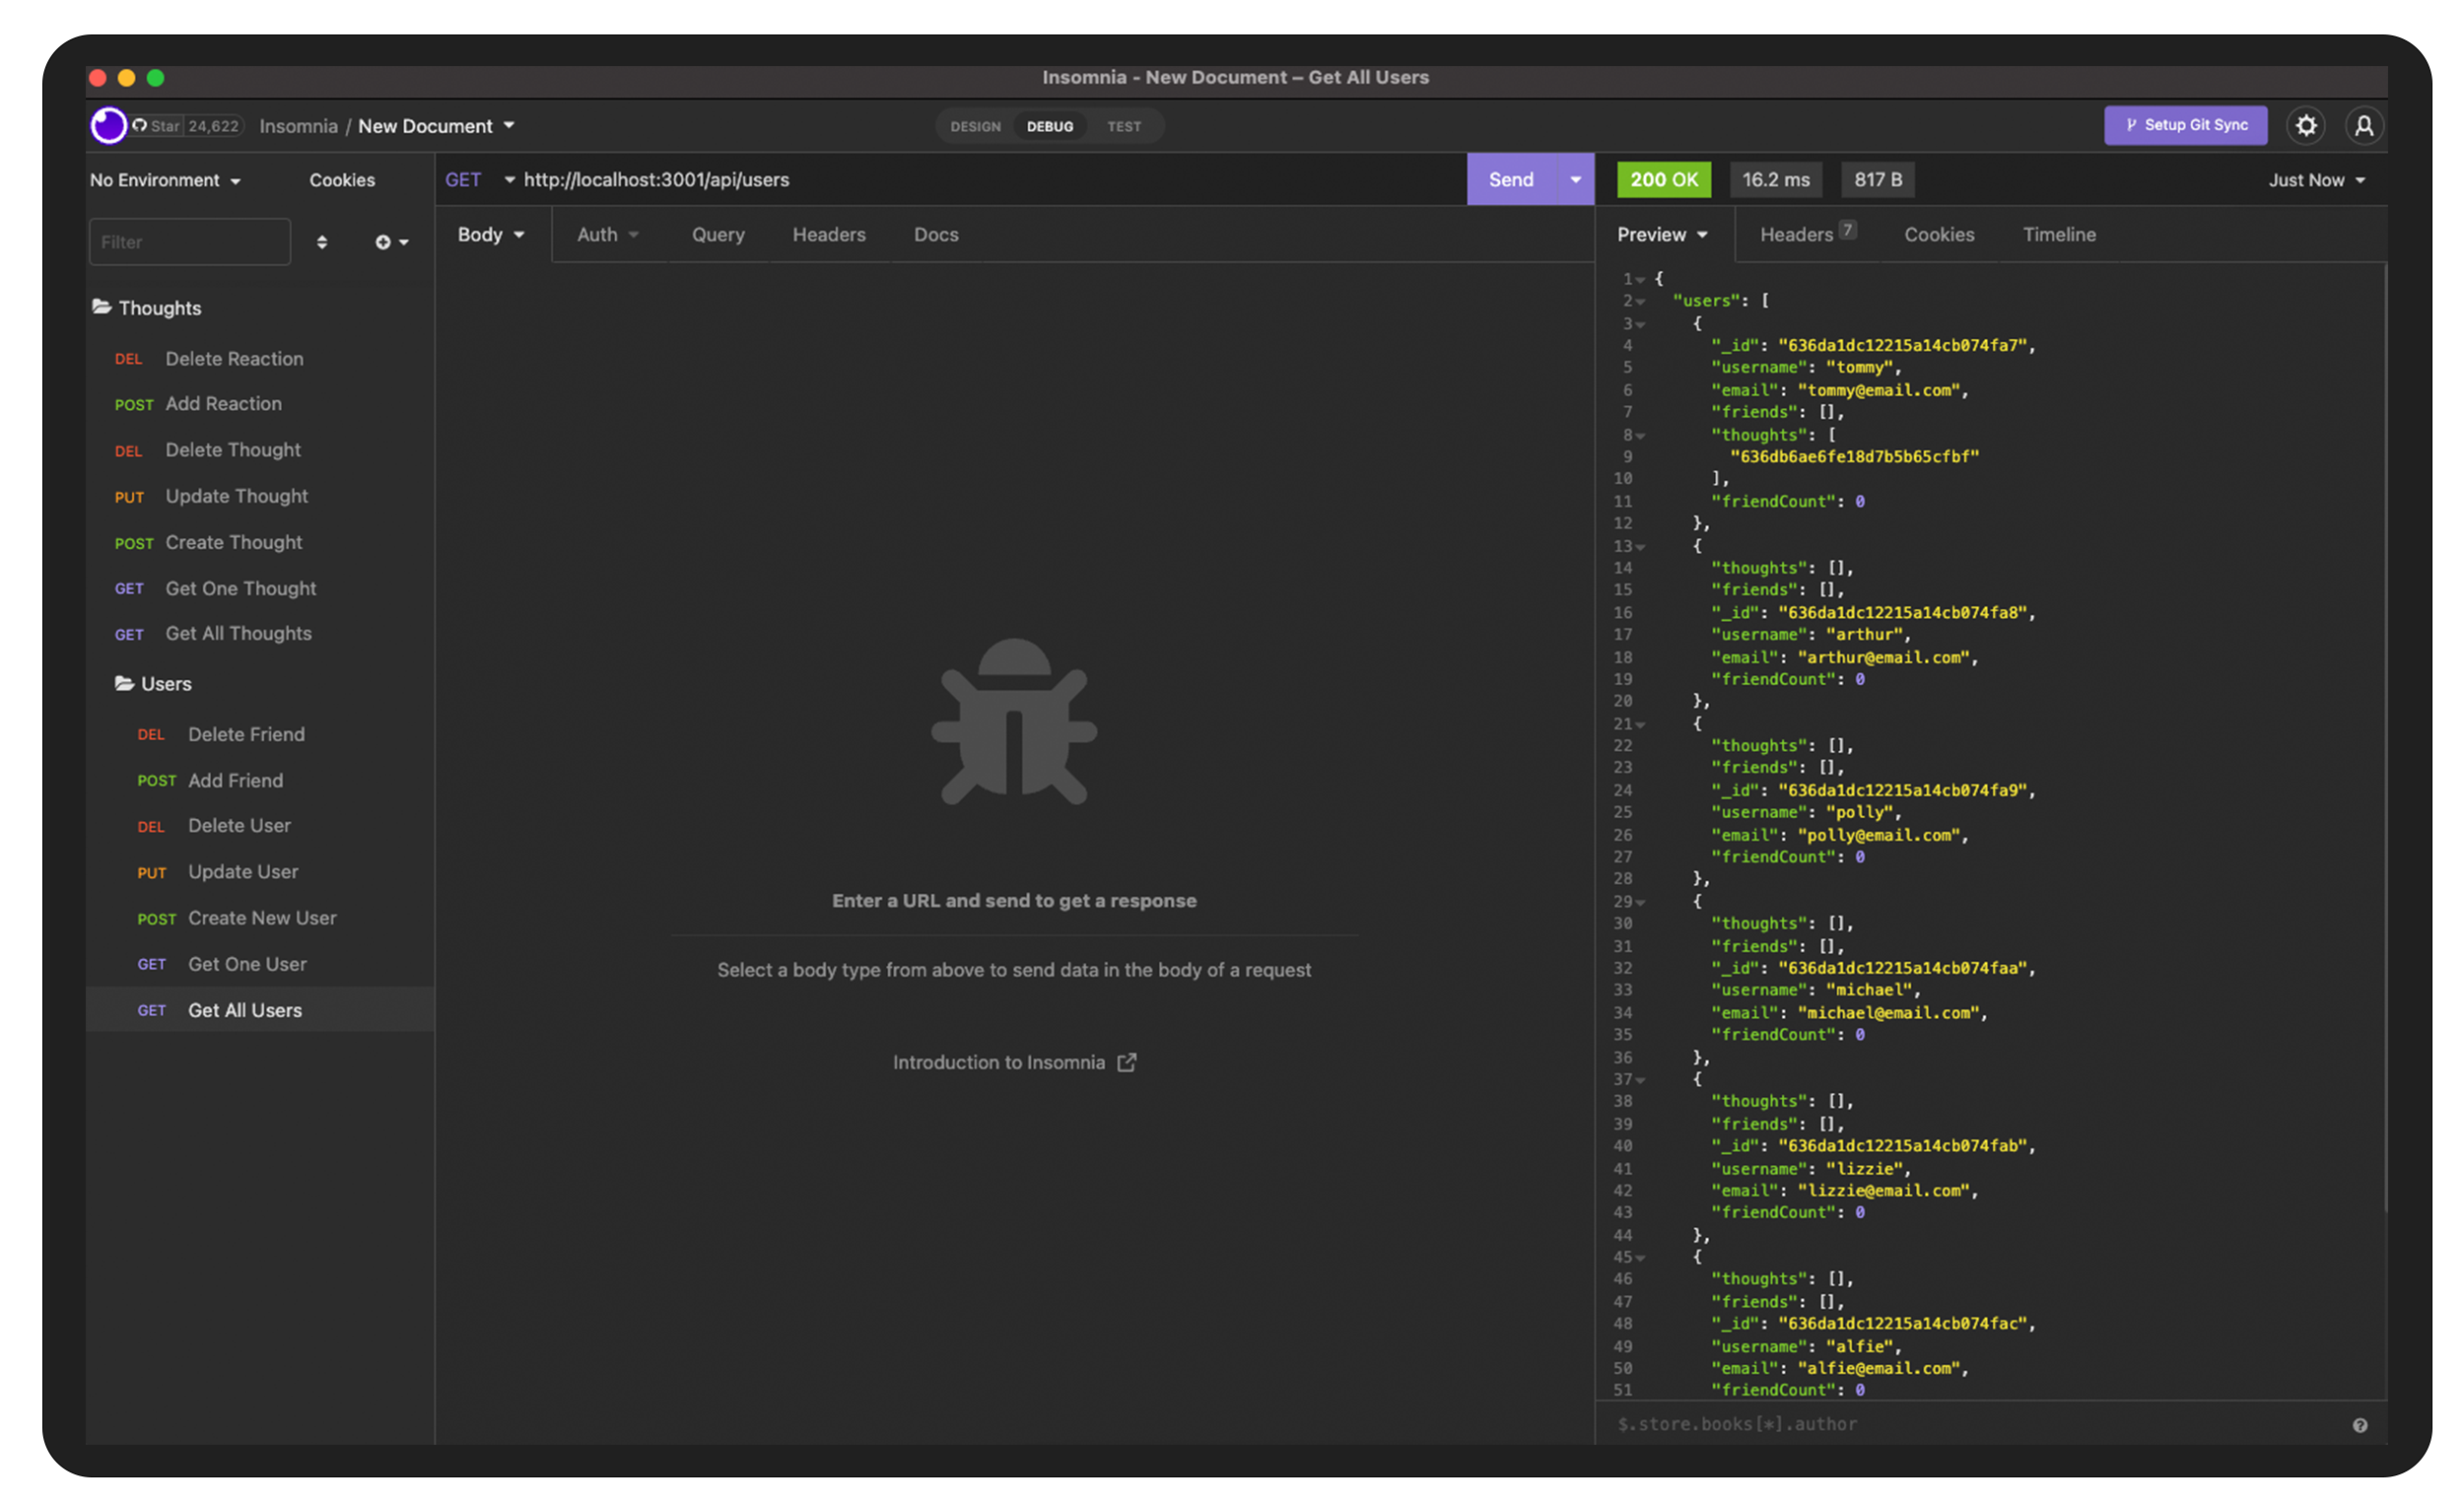 Insomnia - New Document – Get All Users
Star 24,622 Insomnia / New Document DESIGN DEBUG TEST Setup Git Sync
No Environment Cookies
Filter
Thoughts
DEL Delete Reaction
POST Add Reaction
DEL Delete Thought
PUT Update Thought
POST Create Thought
GET Get One Thought
GET Get All Thoughts
Users
DEL Delete Friend
POST Add Friend
DEL Delete User
PUT Update User
POST Create New User
GET Get One User
GET Get All Users
GET http://localhost:3001/api/users Send
Body Auth Query Headers Docs
Enter a URL and send to get a response
Select a body type from above to send data in the body of a request
Introduction to Insomnia
200 OK 16.2 ms 817 B Just Now
Preview Headers 7 Cookies Timeline
1 {
2 "users": [
3 {
4 "_id": "636da1dc12215a14cb074fa7",
5 "username": "tommy",
6 "email": "tommy@email.com",
7 "friends": [],
8 "thoughts": [
9 "636db6ae6fe18d7b5b65cfbf"
10 ],
11 "friendCount": 0
12 },
13 {
14 "thoughts": [],
15 "friends": [],
16 "_id": "636da1dc12215a14cb074fa8",
17 "username": "arthur",
18 "email": "arthur@email.com",
19 "friendCount": 0
20 },
21 {
22 "thoughts": [],
23 "friends": [],
24 "_id": "636da1dc12215a14cb074fa9",
25 "username": "polly",
26 "email": "polly@email.com",
27 "friendCount": 0
28 },
29 {
30 "thoughts": [],
31 "friends": [],
32 "_id": "636da1dc12215a14cb074faa",
33 "username": "michael",
34 "email": "michael@email.com",
35 "friendCount": 0
36 },
37 {
38 "thoughts": [],
39 "friends": [],
40 "_id": "636da1dc12215a14cb074fab",
41 "username": "lizzie",
42 "email": "lizzie@email.com",
43 "friendCount": 0
44 },
45 {
46 "thoughts": [],
47 "friends": [],
48 "_id": "636da1dc12215a14cb074fac",
49 "username": "alfie",
50 "email": "alfie@email.com",
51 "friendCount": 0
$.store.books[*].author